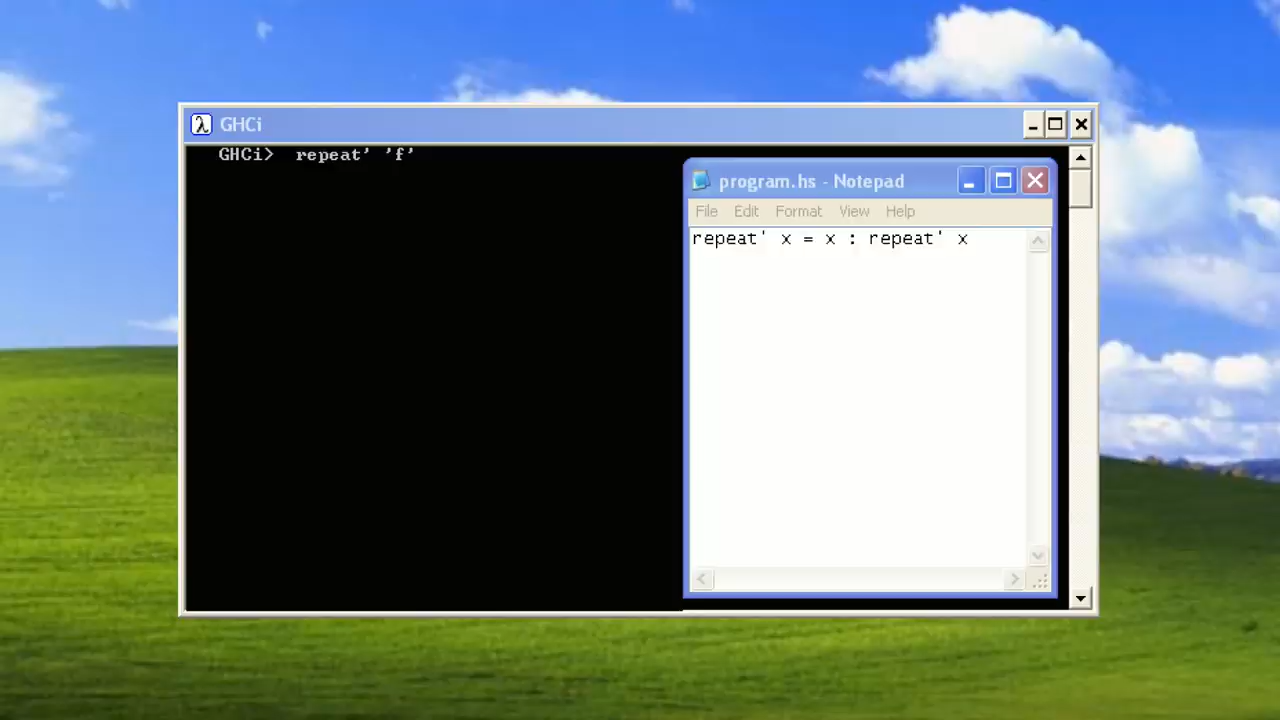 GHCi
GHCi> repeat' 'f'
program.hs - Notepad
File Edit Format View Help
repeat' x = x : repeat' x